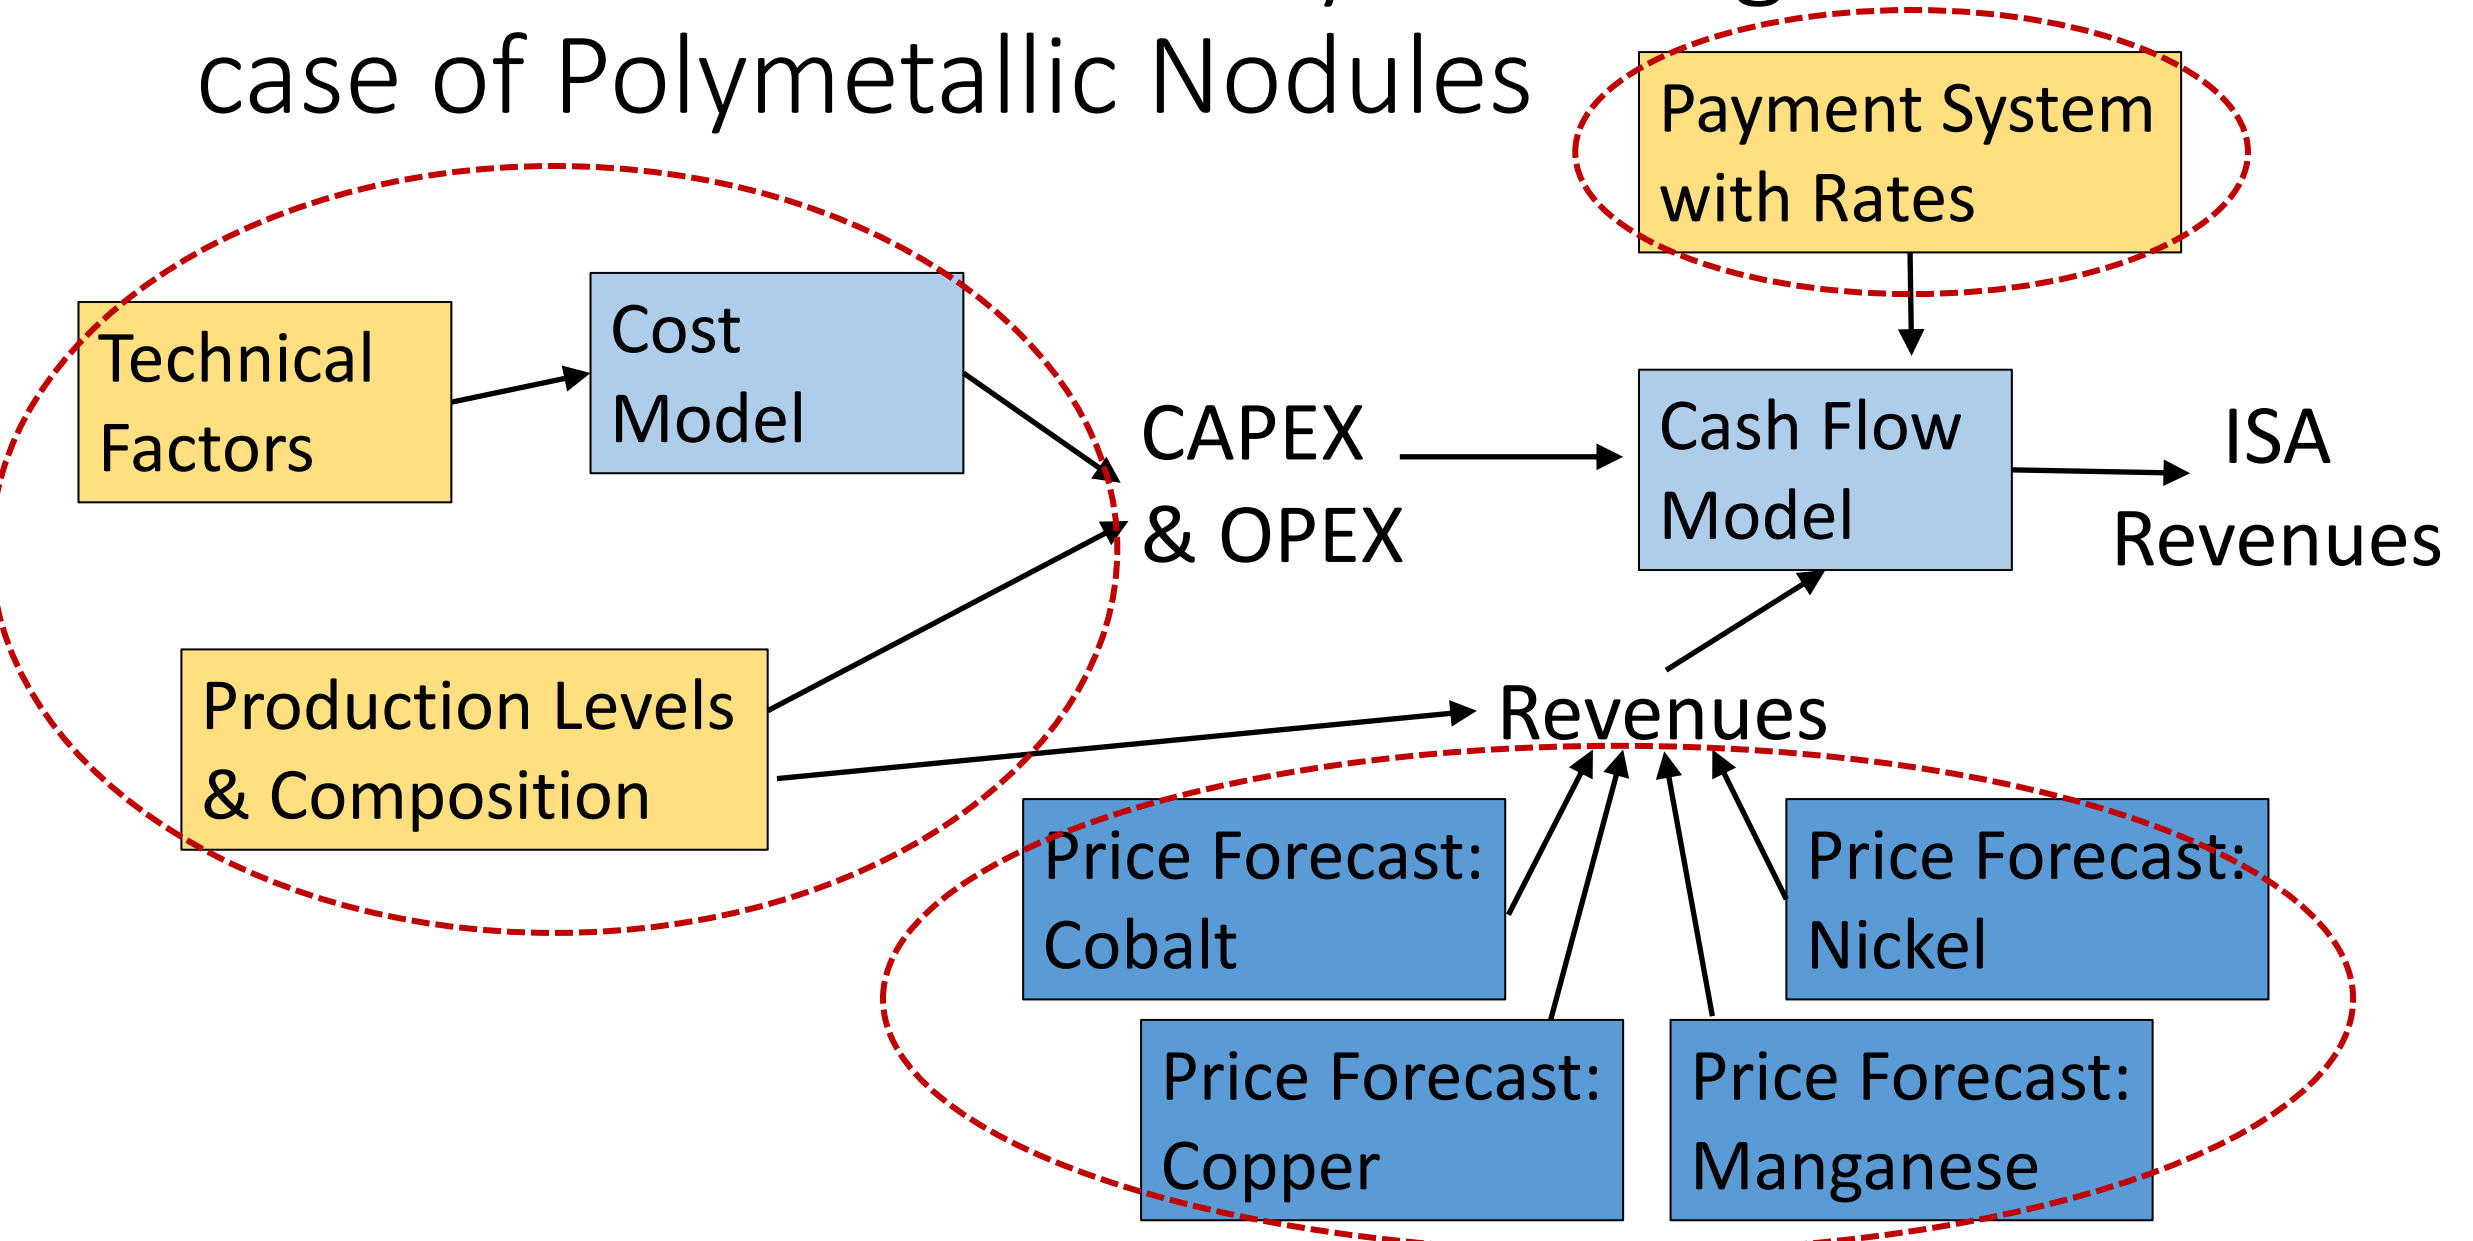 case of Polymetallic Nodules
Payment System
with Rates
Technical
Factors
Cost
Model
CAPEX
& OPEX
Cash Flow
Model
ISA
Revenues
Production Levels
& Composition
Revenues
Price Forecast:
Cobalt
Price Forecast:
Nickel
Price Forecast:
Copper
Price Forecast:
Manganese